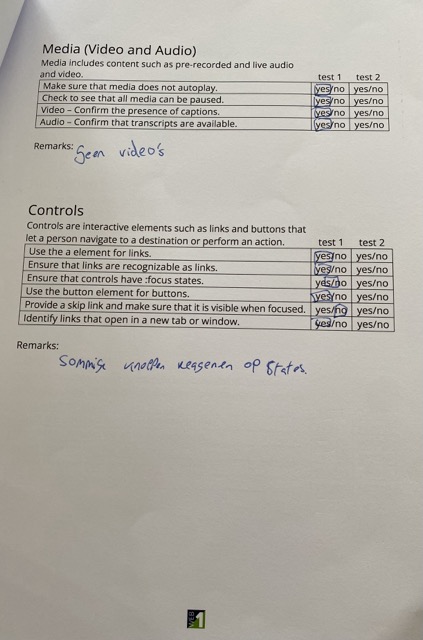 Media (Video and Audio)
Media includes content such as pre-recorded and live audio
and video. test 1 test 2
Make sure that media does not autoplay. yes/no yes/no
Check to see that all media can be paused. yes/no yes/no
Video – Confirm the presence of captions. yes/no yes/no
Audio – Confirm that transcripts are available. yes/no yes/no
Remarks: Geen video's
Controls
Controls are interactive elements such as links and buttons that
let a person navigate to a destination or perform an action. test 1 test 2
Use the a element for links. yes/no yes/no
Ensure that links are recognizable as links. yes/no yes/no
Ensure that controls have :focus states. yes/no yes/no
Use the button element for buttons. yes/no yes/no
Provide a skip link and make sure that it is visible when focused. yes/no yes/no
Identify links that open in a new tab or window. yes/no yes/no
Remarks:
Sommige knoppen reageren op states.